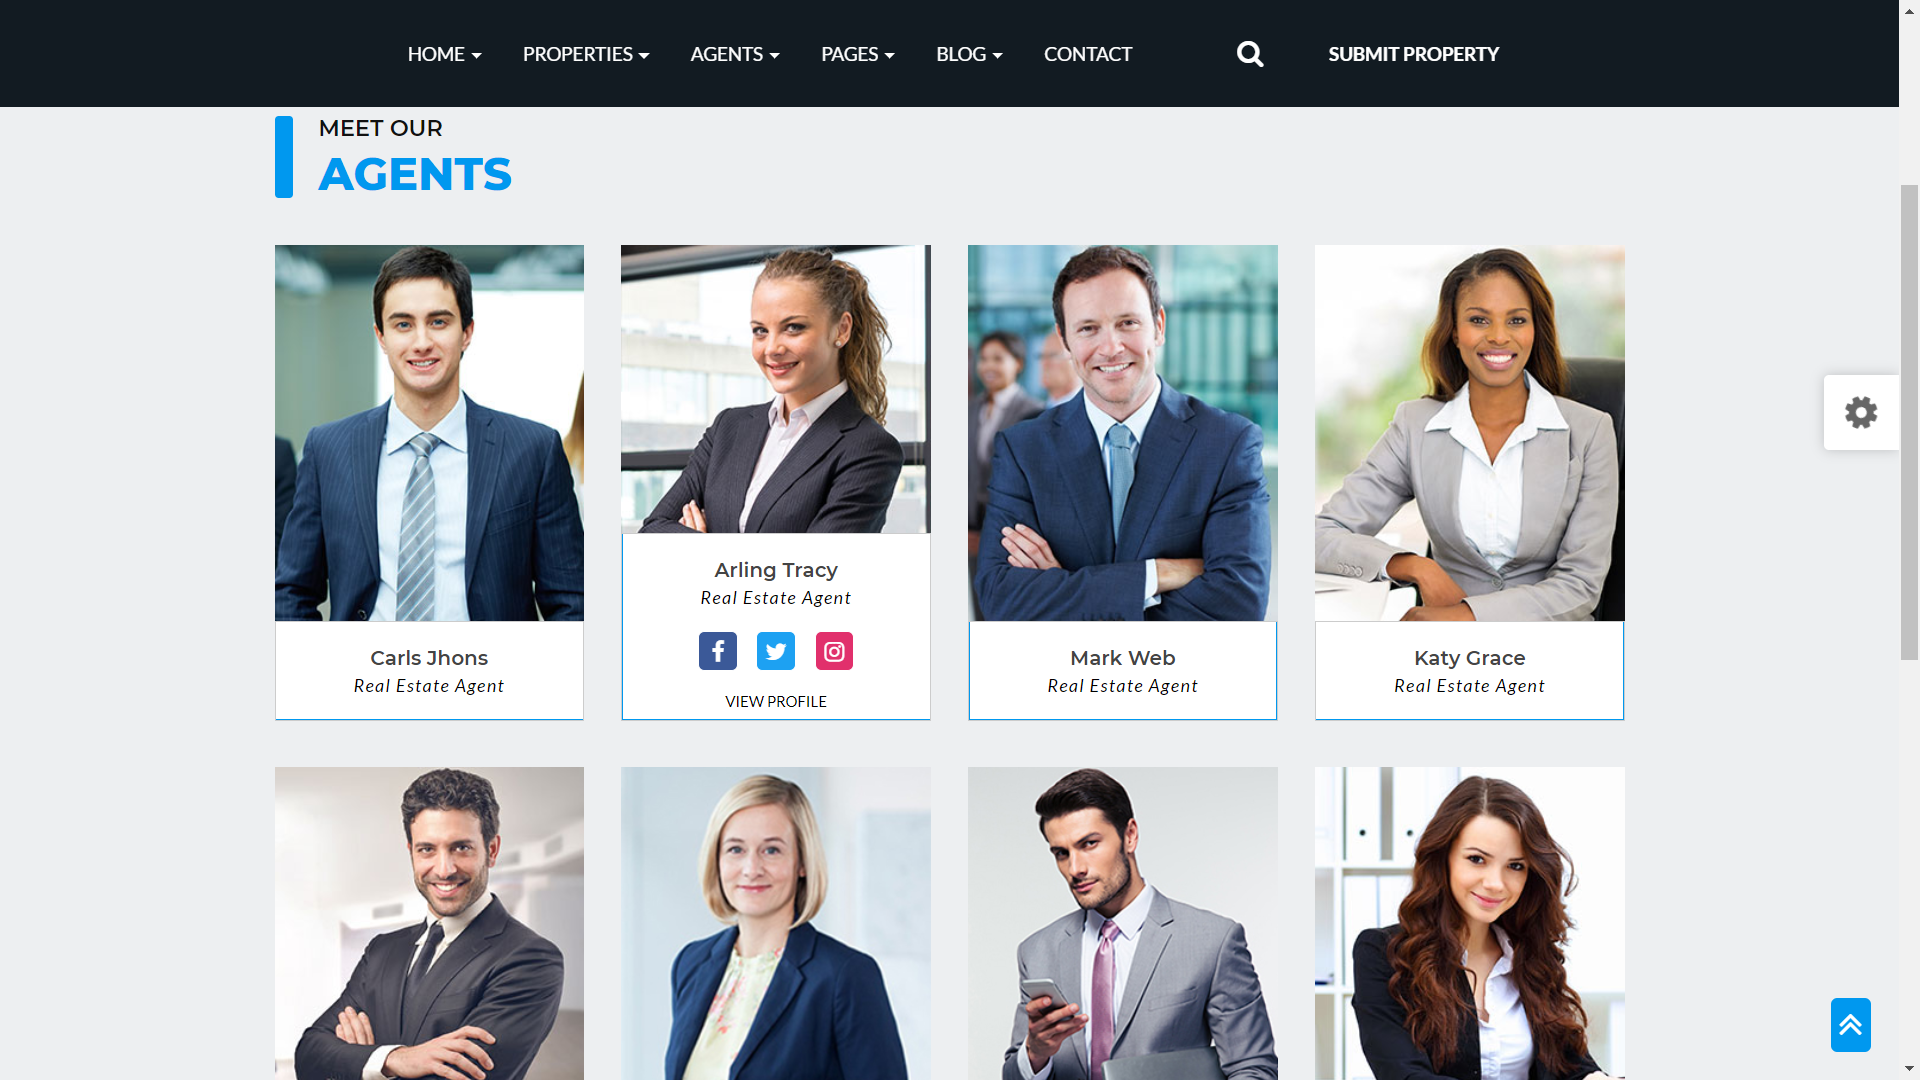 HOME PROPERTIES AGENTS PAGES BLOG CONTACT SUBMIT PROPERTY
MEET OUR
AGENTS
Carls Jhons
Real Estate Agent
Arling Tracy
Real Estate Agent
VIEW PROFILE
Mark Web
Real Estate Agent
Katy Grace
Real Estate Agent